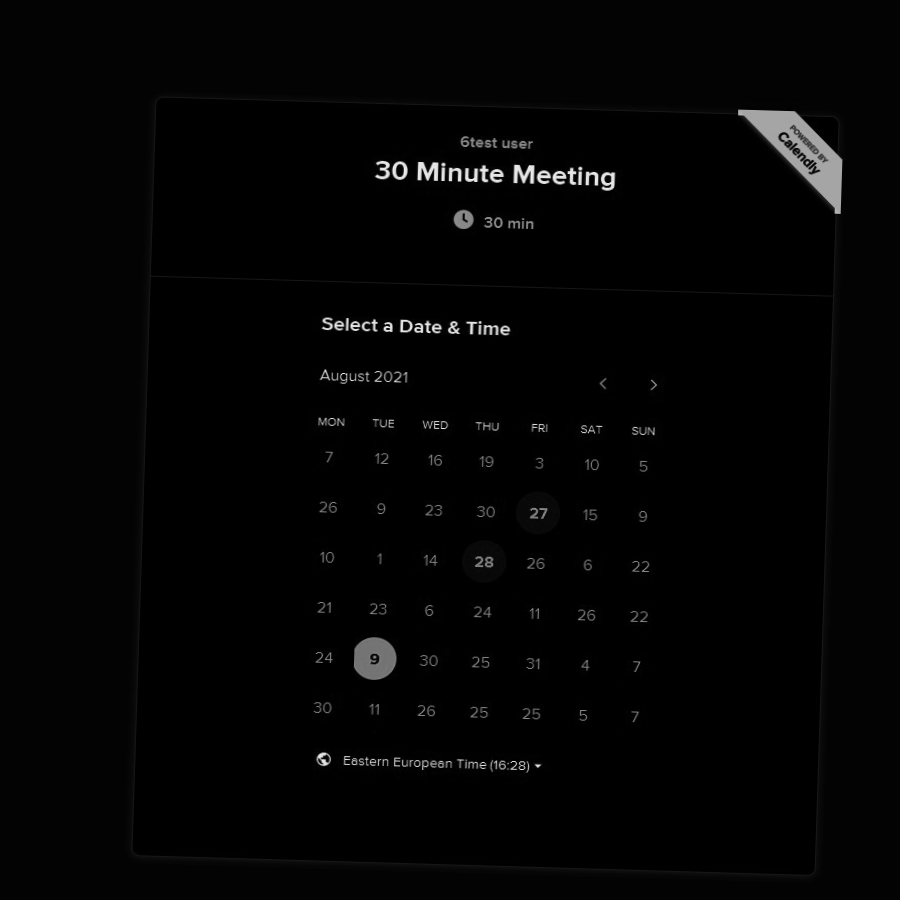 POWERED BY
Calendly
6test user
30 Minute Meeting
30 min
Select a Date & Time
August 2021
MON TUE WED THU FRI SAT SUN
7 12 16 19 3 10 5
26 9 23 30 27 15 9
10 1 14 28 26 6 22
21 23 6 24 11 26 22
24 9 30 25 31 4 7
30 11 26 25 25 5 7
Eastern European Time (16:28)